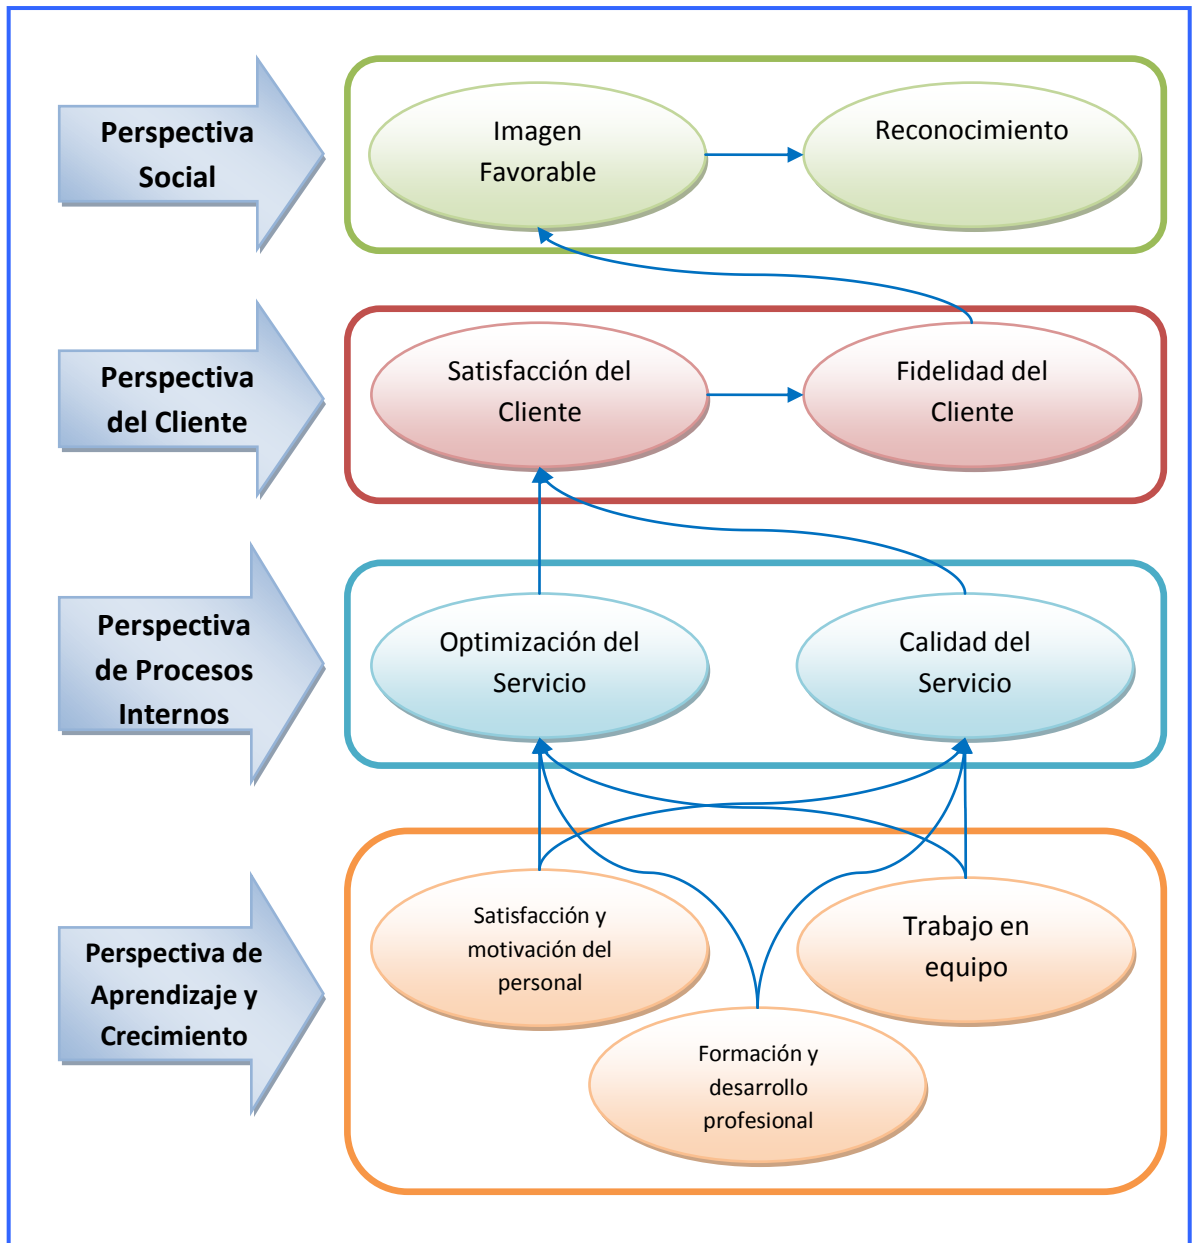 Perspectiva
Social
Imagen
Favorable
Reconocimiento
Perspectiva
del Cliente
Satisfacción del
Cliente
Fidelidad del
Cliente
Perspectiva
de Procesos
Internos
Optimización del
Servicio
Calidad del
Servicio
Perspectiva de
Aprendizaje y
Crecimiento
Satisfacción y
motivación del
personal
Trabajo en
equipo
Formación y
desarrollo
profesional